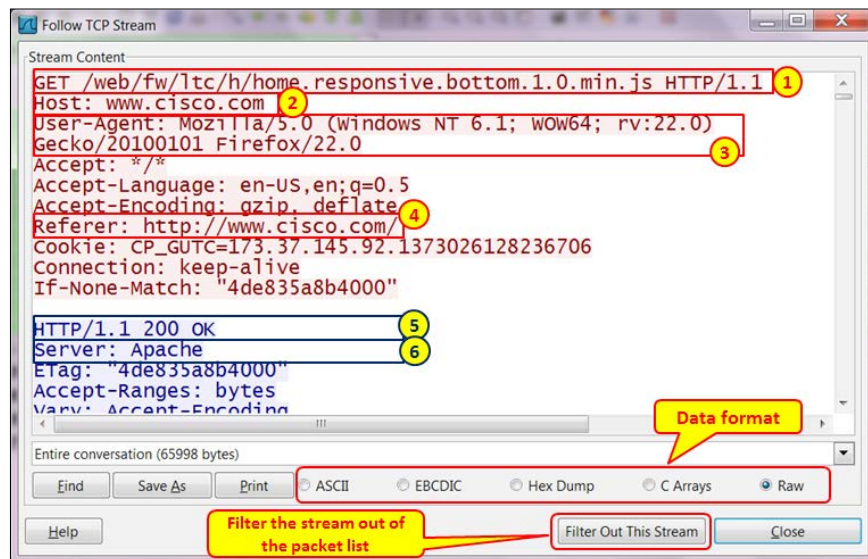 Follow TCP Stream
Stream Content
GET /web/fw/ltc/h/home.responsive.bottom.1.0.min.js HTTP/1.1
1
Host: www.cisco.com
2
User-Agent: Mozilla/5.0 (Windows NT 6.1; WOW64; rv:22.0)
Gecko/20100101 Firefox/22.0
3
Accept: */*
Accept-Language: en-US,en;q=0.5
Accept-Encoding: gzip, deflate
4
Referer: http://www.cisco.com/
Cookie: CP_GUTC=173.37.145.92.1373026128236706
Connection: keep-alive
If-None-Match: "4de835a8b4000"
HTTP/1.1 200 OK
5
Server: Apache
6
ETag: "4de835a8b4000"
Accept-Ranges: bytes
Vary: Accept-Encoding
Data format
Entire conversation (65998 bytes)
Find
Save As
Print
ASCII
EBCDIC
Hex Dump
C Arrays
Raw
Help
Filter the stream out of
the packet list
Filter Out This Stream
Close